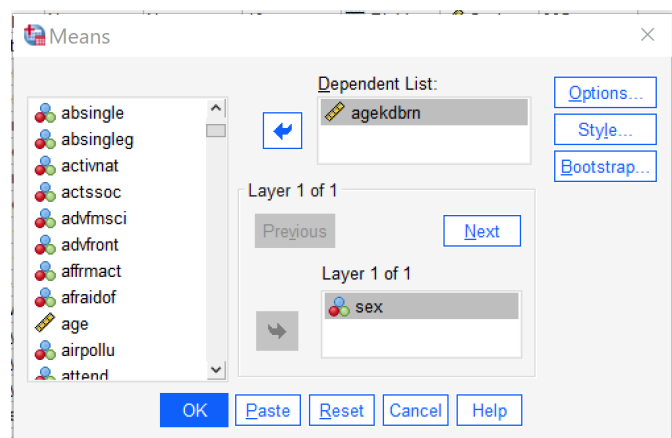 Means
Dependent List:
agekdbrn
Options...
Style...
Bootstrap...
absingle
absingleg
activnat
actssoc
advfmsci
advfront
affrmact
afraidof
age
airpollu
attend
Layer 1 of 1
Previous
Next
Layer 1 of 1
sex
OK
Paste
Reset
Cancel
Help